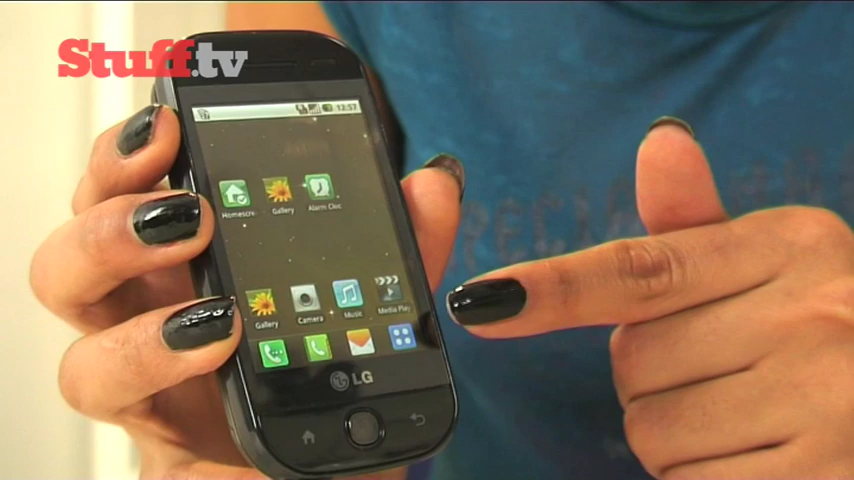 Stuff.tv
12:57
Homescre
Gallery
Alarm Cloc
Gallery
Camera
Music
Media Play
LG